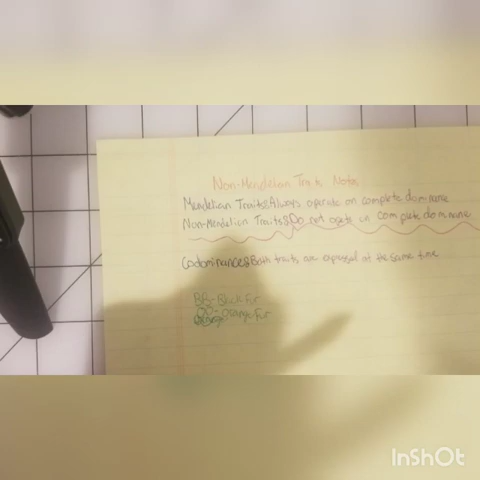 Non-Mendelian Traits Notes
Mendelian Traits: Always operate on complete dominance
Non-Mendelian Traits: Do not operate on complete dominance
Codominance: Both traits are expressed at the same time
BB-Black Fur
Orange Fur
InShOt